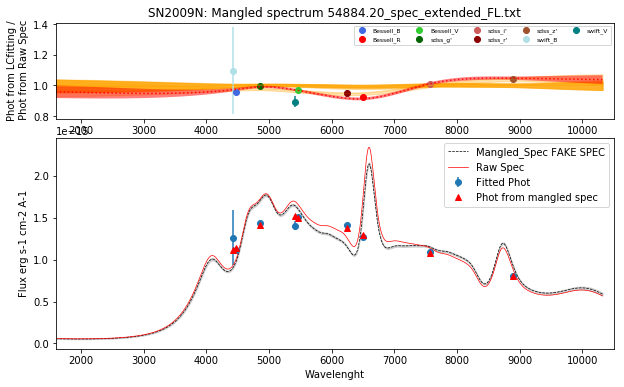 SN2009N: Mangled spectrum 54884.20_spec_extended_FL.txt
Phot from LCfitting /
Phot from Raw Spec
1.4
1.2
1.0
0.8
Bessell_B
Bessell_R
Bessell_V
sdss_g'
sdss_i'
sdss_r'
sdss_z'
swift_B
swift_V
2000 3000 4000 5000 6000 7000 8000 9000 10000
Flux erg s-1 cm-2 A-1
2.0
1.5
1.0
0.5
0.0
Mangled_Spec FAKE SPEC
Raw Spec
Fitted Phot
Phot from mangled spec
2000 3000 4000 5000 6000 7000 8000 9000 10000
Wavelenght